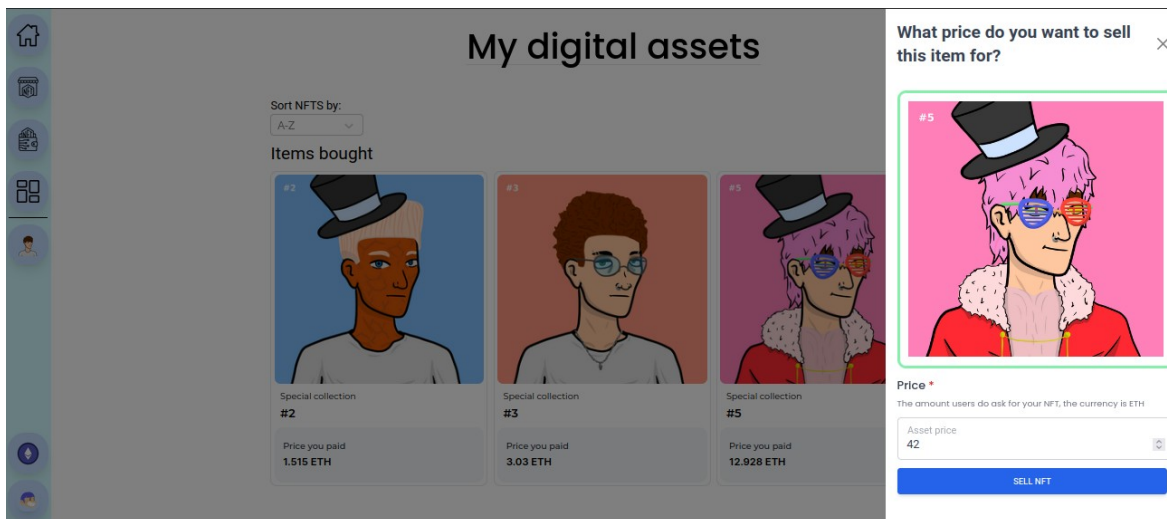 My digital assets
Sort NFTS by:
A-Z
Items bought
#2
Special collection
#2
Price you paid
1.515 ETH
#3
Special collection
#3
Price you paid
3.03 ETH
#5
Special collection
#5
Price you paid
12.928 ETH
What price do you want to sell
this item for?
#5
Price *
The amount users do ask for your NFT, the currency is ETH
Asset price
42
SELL NFT